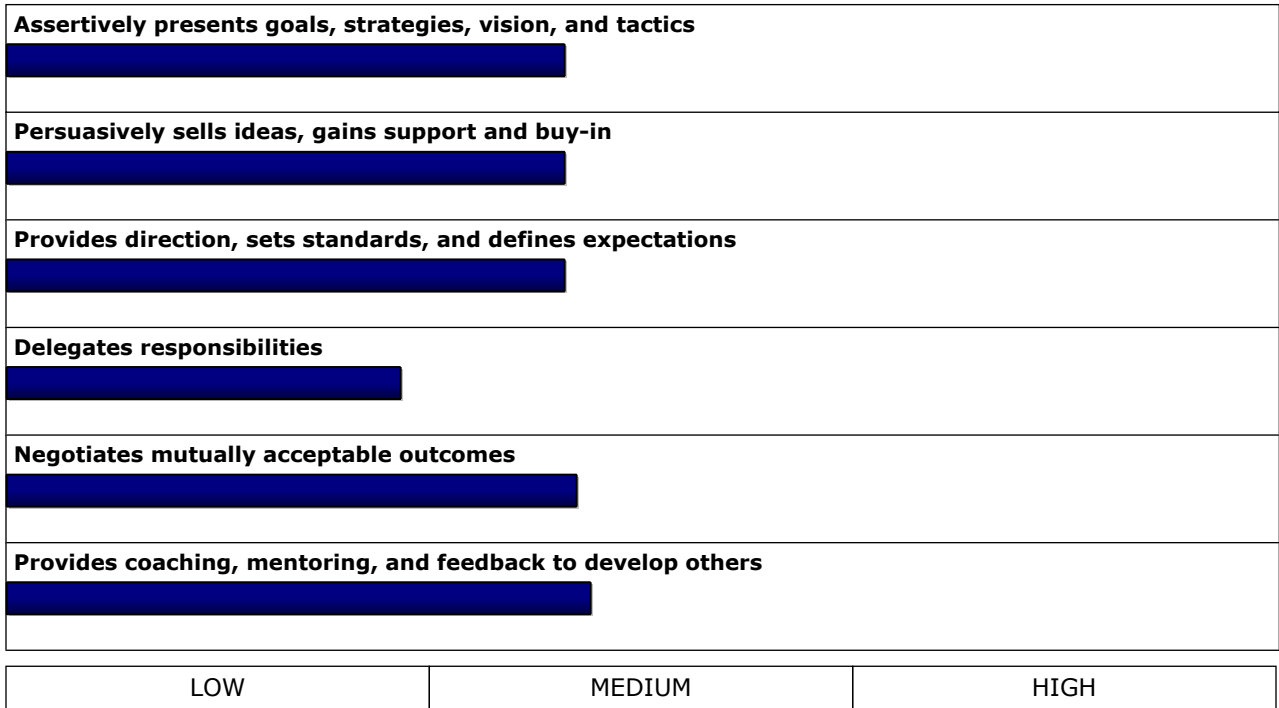 Assertively presents goals, strategies, vision, and tactics
Persuasively sells ideas, gains support and buy-in
Provides direction, sets standards, and defines expectations
Delegates responsibilities
Negotiates mutually acceptable outcomes
Provides coaching, mentoring, and feedback to develop others
LOW MEDIUM HIGH